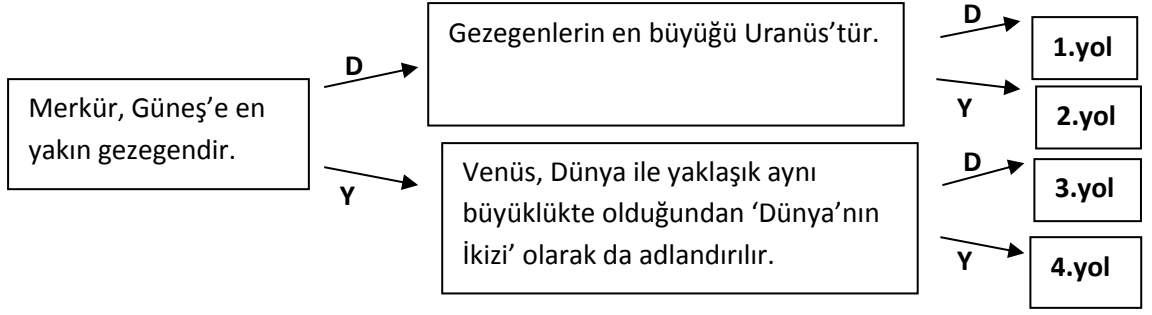 Merkür, Güneş’e en
yakın gezegendir.
D
Y
Gezegenlerin en büyüğü Uranüs’tür.
Venüs, Dünya ile yaklaşık aynı
büyüklükte olduğundan ‘Dünya’nın
İkizi’ olarak da adlandırılır.
D
1.yol
Y
2.yol
D
3.yol
Y
4.yol